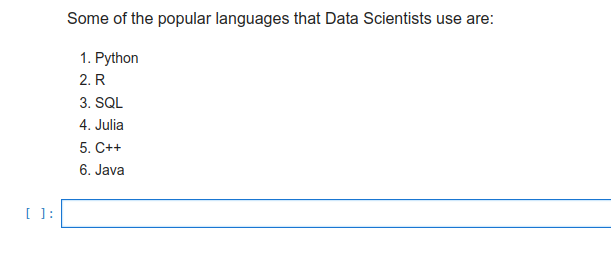 Some of the popular languages that Data Scientists use are:
1. Python
2. R
3. SQL
4. Julia
5. C++
6. Java
[ ]: